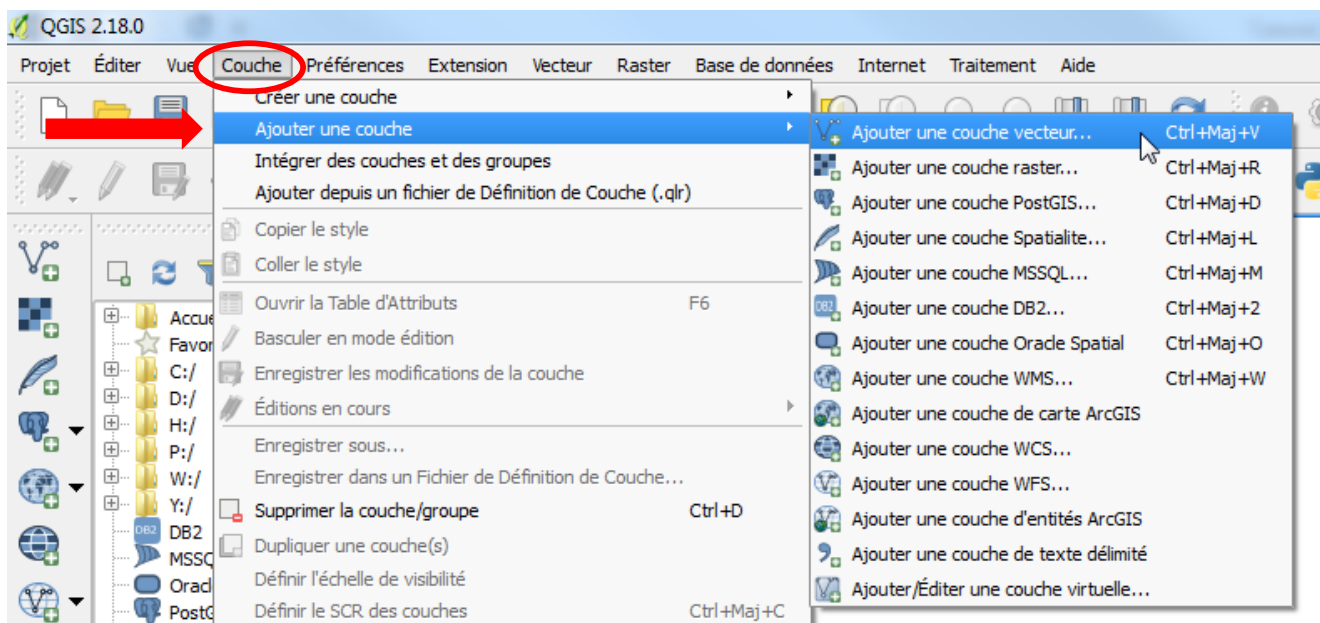 QGIS 2.18.0
Projet Éditer Vue Couche Préférences Extension Vecteur Raster Base de données Internet Traitement Aide
Créer une couche
Ajouter une couche
Intégrer des couches et des groupes
Ajouter depuis un fichier de Définition de Couche (.qlr)
Copier le style
Coller le style
Ouvrir la Table d'Attributs F6
Basculer en mode édition
Enregistrer les modifications de la couche
Éditions en cours
Enregistrer sous...
Enregistrer dans un Fichier de Définition de Couche...
Supprimer la couche/groupe Ctrl+D
Dupliquer une couche(s)
Définir l'échelle de visibilité
Définir le SCR des couches Ctrl+Maj+C
Ajouter une couche vecteur... Ctrl+Maj+V
Ajouter une couche raster... Ctrl+Maj+R
Ajouter une couche PostGIS... Ctrl+Maj+D
Ajouter une couche Spatialite... Ctrl+Maj+L
Ajouter une couche MSSQL... Ctrl+Maj+M
Ajouter une couche DB2... Ctrl+Maj+2
Ajouter une couche Oracle Spatial Ctrl+Maj+O
Ajouter une couche WMS... Ctrl+Maj+W
Ajouter une couche de carte ArcGIS
Ajouter une couche WCS...
Ajouter une couche WFS...
Ajouter une couche d'entités ArcGIS
Ajouter une couche de texte délimité
Ajouter/Éditer une couche virtuelle...
Accue
Favor
C:/
D:/
H:/
P:/
W:/
Y:/
DB2 DB2
MSSQ
Oracl
PostG
DB2